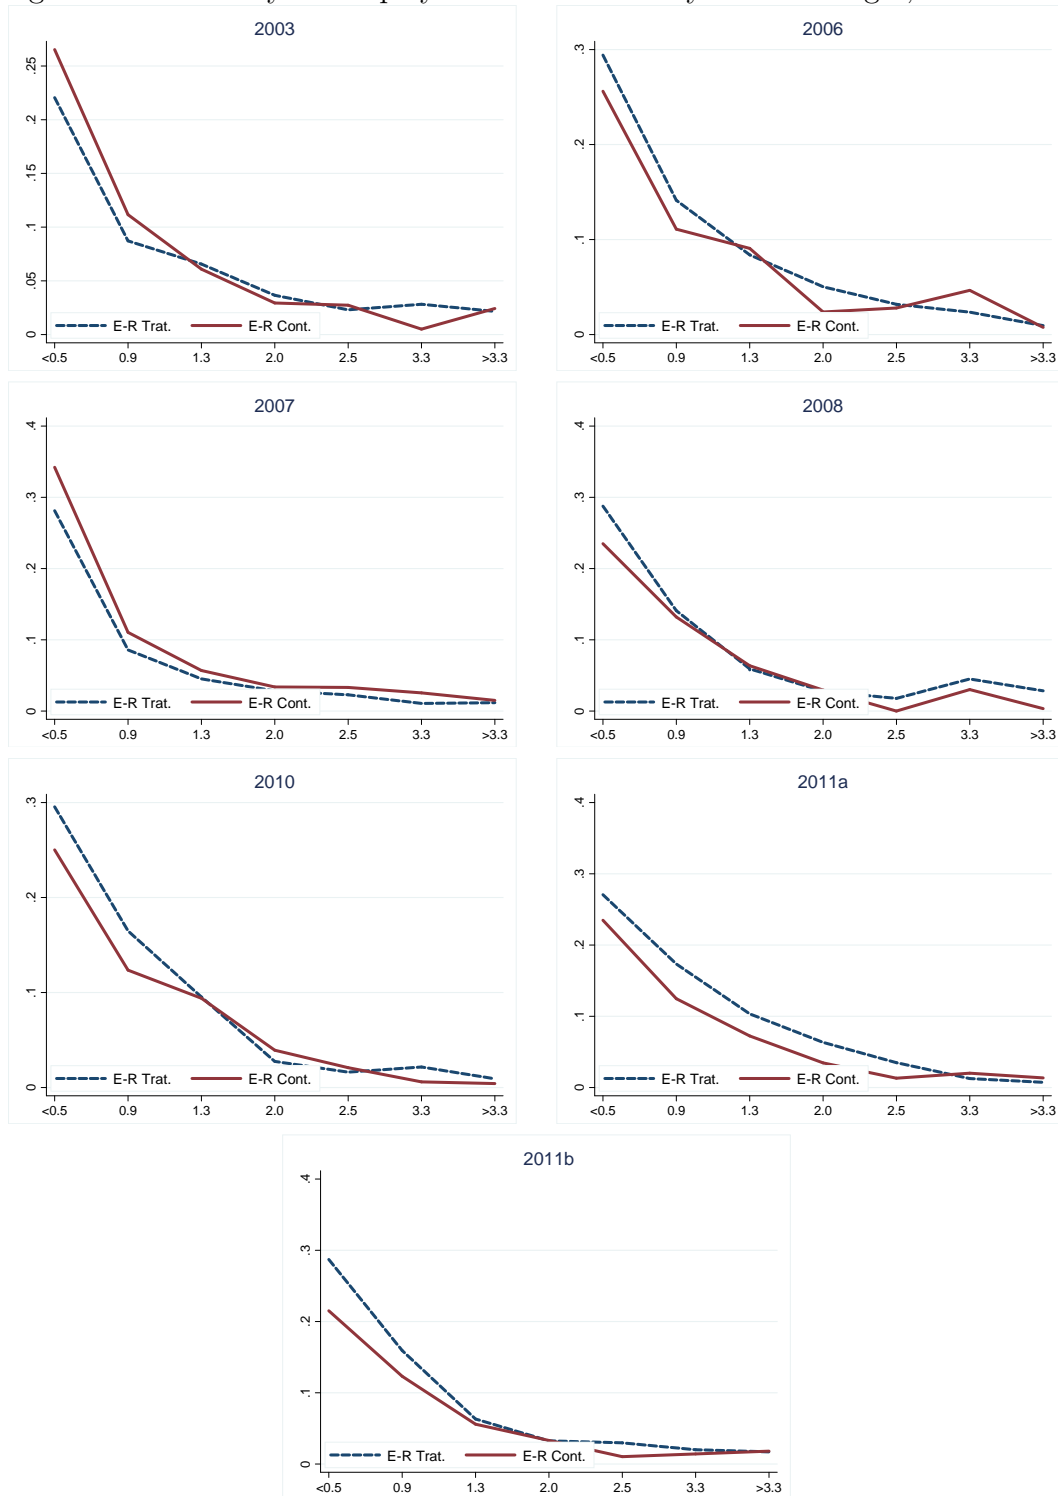 2003
.25
.2
.15
.1
.05
0
E-R Trat. E-R Cont.
<0.5 0.9 1.3 2.0 2.5 3.3 >3.3
2006
.3
.2
.1
0
E-R Trat. E-R Cont.
<0.5 0.9 1.3 2.0 2.5 3.3 >3.3
2007
.4
.3
.2
.1
0
E-R Trat. E-R Cont.
<0.5 0.9 1.3 2.0 2.5 3.3 >3.3
2008
.4
.3
.2
.1
0
E-R Trat. E-R Cont.
<0.5 0.9 1.3 2.0 2.5 3.3 >3.3
2010
.3
.2
.1
0
E-R Trat. E-R Cont.
<0.5 0.9 1.3 2.0 2.5 3.3 >3.3
2011a
.4
.3
.2
.1
0
E-R Trat. E-R Cont.
<0.5 0.9 1.3 2.0 2.5 3.3 >3.3
2011b
.4
.3
.2
.1
0
E-R Trat. E-R Cont.
<0.5 0.9 1.3 2.0 2.5 3.3 >3.3